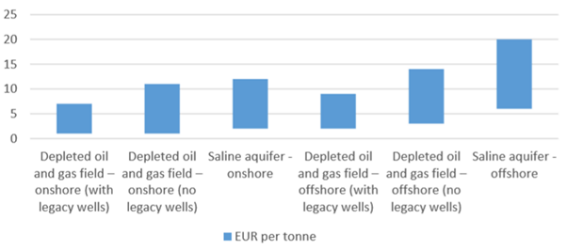 25
20
15
10
5
0
Depleted oil and gas field – onshore (with legacy wells)
Depleted oil and gas field – onshore (no legacy wells)
Saline aquifer - onshore
Depleted oil and gas field – offshore (with legacy wells)
Depleted oil and gas field – offshore (no legacy wells)
Saline aquifer - offshore
EUR per tonne